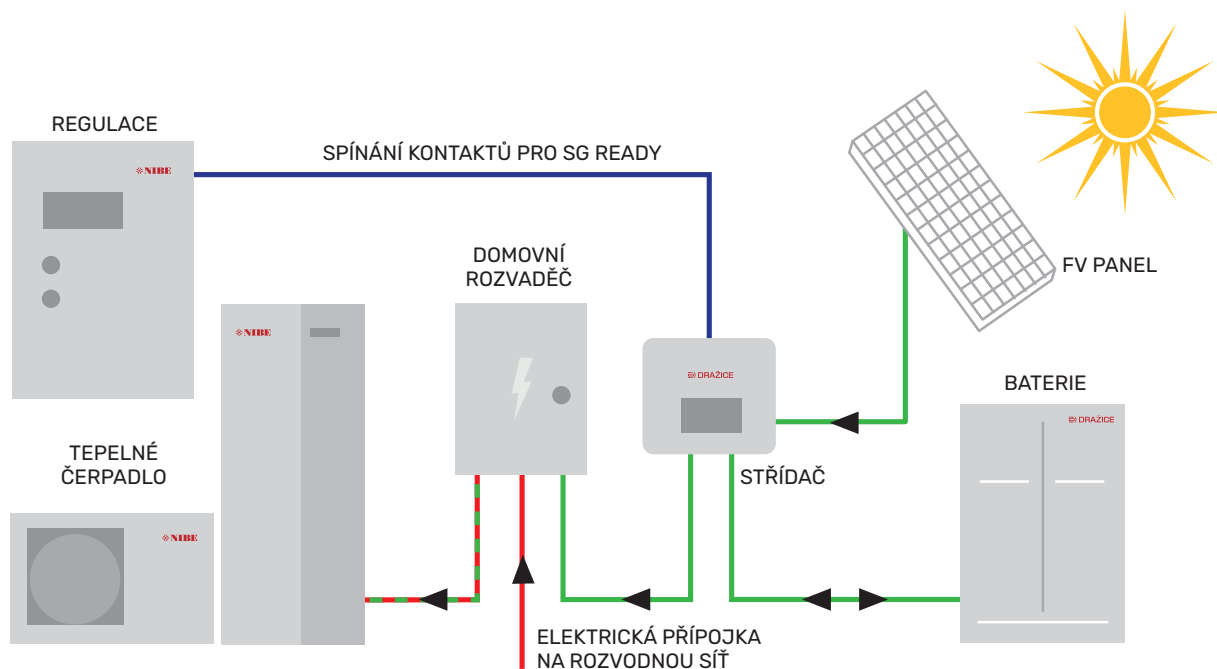 REGULACE
NIBE
SPÍNÁNÍ KONTAKTŮ PRO SG READY
DOMOVNÍ
ROZVADĚČ
FV PANEL
NIBE
DRAŽICE
BATERIE
DRAŽICE
TEPELNÉ
ČERPADLO
STŘÍDAČ
NIBE
ELEKTRICKÁ PŘÍPOJKA
NA ROZVODNOU SÍŤ